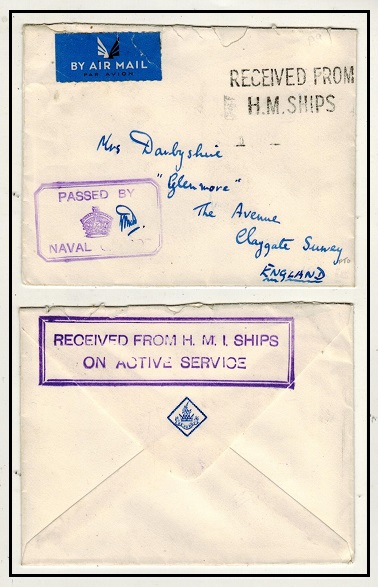 BY AIR MAIL
PAR AVION
RECEIVED FROM
H.M. SHIPS
Mrs Darbyshire
"Glenmore"
The Avenue
Claygate Surrey
ENGLAND
PASSED BY
NAVAL
RECEIVED FROM H. M. I. SHIPS
ON ACTIVE SERVICE